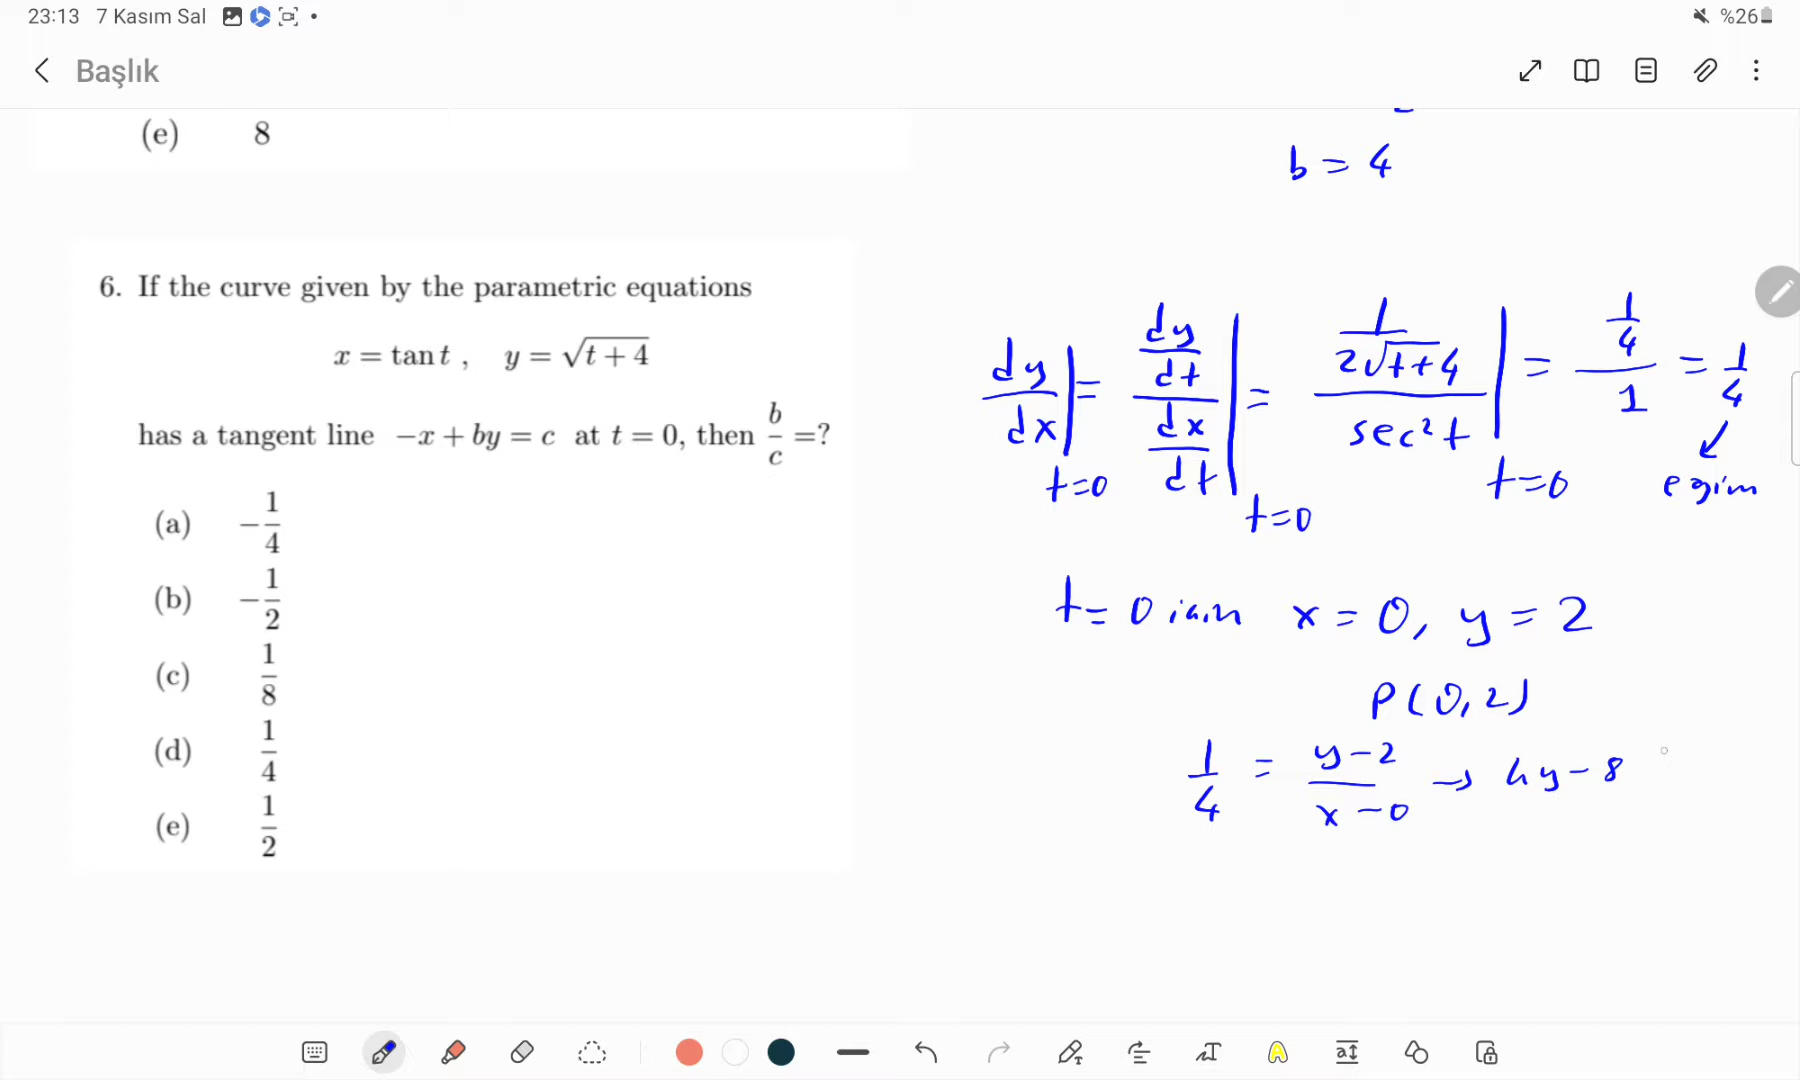 23:13 7 Kasım Sal
%26
Başlık
(e) 8
b = 4
6. If the curve given by the parametric equations
x = tan t , y = √(t + 4)
has a tangent line −x + by = c at t = 0, then b/c =?
(a) −1/4
(b) −1/2
(c) 1/8
(d) 1/4
(e) 1/2
dy/dx | t=0 = (dy/dt)/(dx/dt) | t=0 = (1/(2√(t+4)))/(sec² t) | t=0 = (1/4)/1 = 1/4
eğim
t = 0 için x = 0, y = 2
P(0,2)
1/4 = (y−2)/(x−0) → 4y − 8